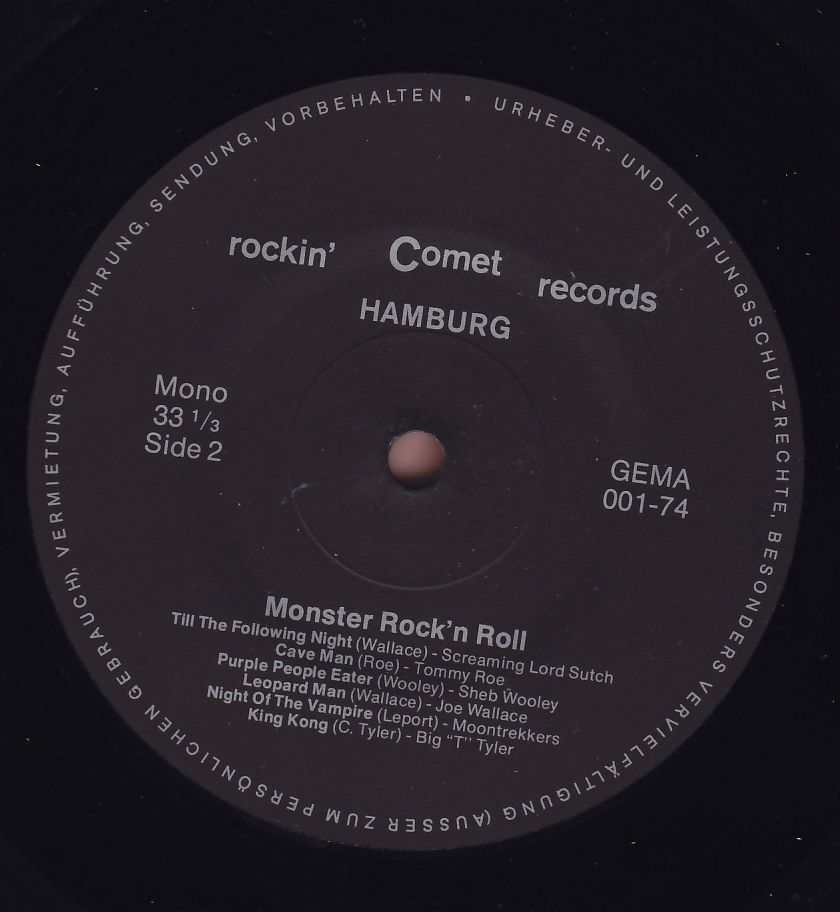 URHEBER- UND LEISTUNGSSCHUTZRECHTE, BESONDERS VERVIELFÄLTIGUNG (AUSSER ZUM PERSÖNLICHEN GEBRAUCH), VERMIETUNG, AUFFÜHRUNG, SENDUNG, VORBEHALTEN •
rockin' Comet records
HAMBURG
Mono
33 1/3
Side 2
GEMA
001-74
Monster Rock'n Roll
Till The Following Night (Wallace) - Screaming Lord Sutch
Cave Man (Roe) - Tommy Roe
Purple People Eater (Wooley) - Sheb Wooley
Leopard Man (Wallace) - Joe Wallace
Night Of The Vampire (Leport) - Moontrekkers
King Kong (C. Tyler) - Big "T" Tyler